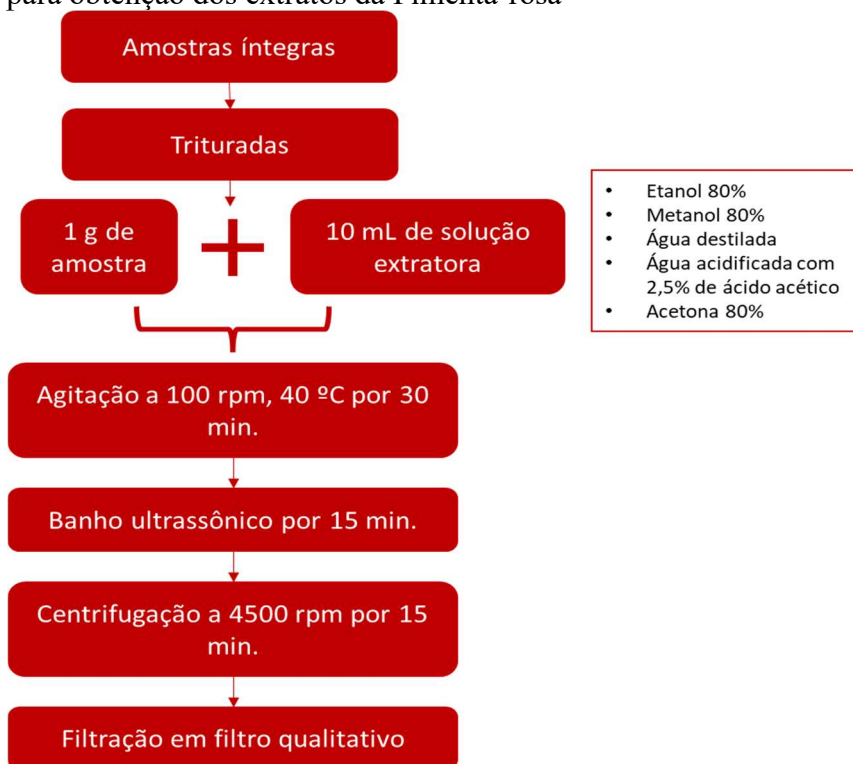 para obtenção dos extratos da Pimenta-rosa
Amostras íntegras
Trituradas
1 g de
amostra
10 mL de solução
extratora
• Etanol 80%
• Metanol 80%
• Água destilada
• Água acidificada com
2,5% de ácido acético
• Acetona 80%
Agitação a 100 rpm, 40 ºC por 30
min.
Banho ultrassônico por 15 min.
Centrifugação a 4500 rpm por 15
min.
Filtração em filtro qualitativo